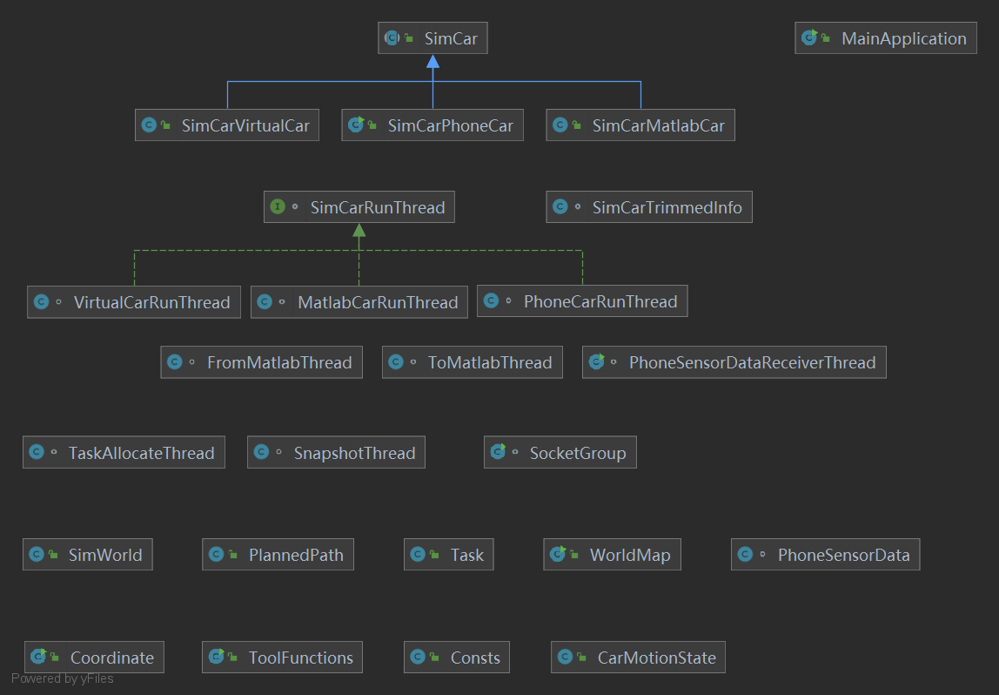 SimCar
MainApplication
SimCarVirtualCar
SimCarPhoneCar
SimCarMatlabCar
SimCarRunThread
SimCarTrimmedInfo
VirtualCarRunThread
MatlabCarRunThread
PhoneCarRunThread
FromMatlabThread
ToMatlabThread
PhoneSensorDataReceiverThread
TaskAllocateThread
SnapshotThread
SocketGroup
SimWorld
PlannedPath
Task
WorldMap
PhoneSensorData
Coordinate
ToolFunctions
Consts
CarMotionState
Powered by yFiles